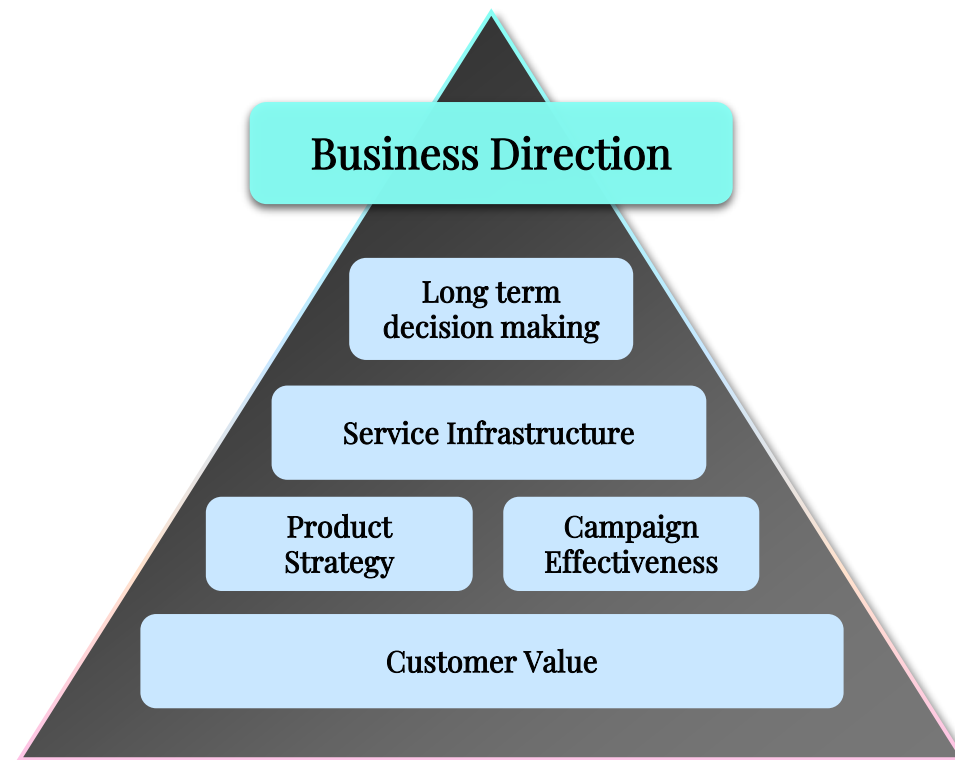 Business Direction
Long term
decision making
Service Infrastructure
Product
Strategy
Campaign
Effectiveness
Customer Value